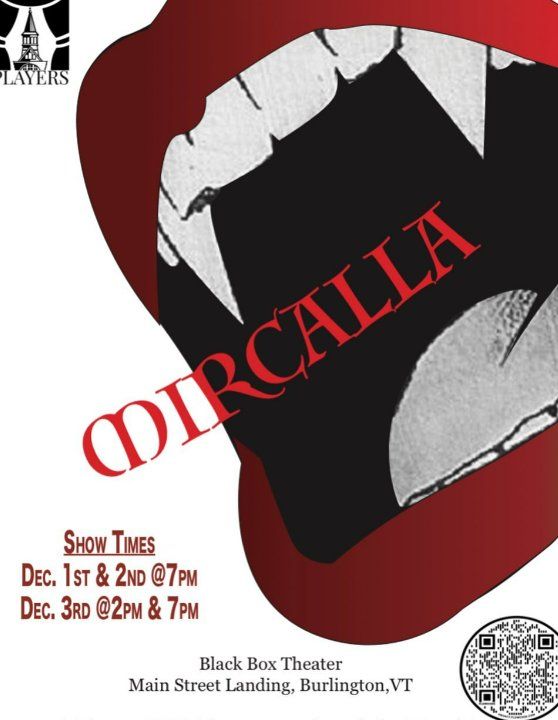 PLAYERS
MIRCALLA
SHOW TIMES
DEC. 1ST & 2ND @7PM
DEC. 3RD @2PM & 7PM
Black Box Theater
Main Street Landing, Burlington,VT